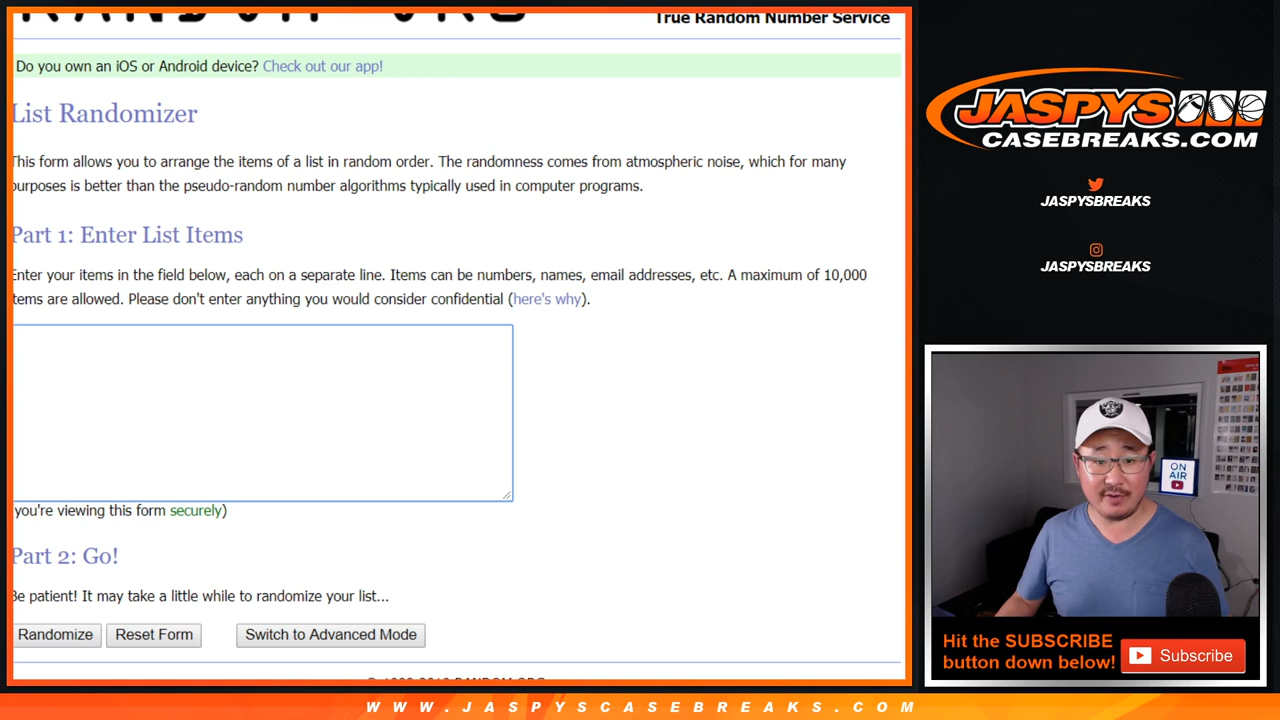 RANDOM ORG
True Random Number Service
Do you own an iOS or Android device? Check out our app!
List Randomizer
This form allows you to arrange the items of a list in random order. The randomness comes from atmospheric noise, which for many
purposes is better than the pseudo-random number algorithms typically used in computer programs.
Part 1: Enter List Items
Enter your items in the field below, each on a separate line. Items can be numbers, names, email addresses, etc. A maximum of 10,000
items are allowed. Please don't enter anything you would consider confidential (here's why).
you're viewing this form securely)
Part 2: Go!
Be patient! It may take a little while to randomize your list...
Randomize
Reset Form
Switch to Advanced Mode
JASPYS
CASEBREAKS.COM
JASPYSBREAKS
JASPYSBREAKS
ON
AIR
Hit the SUBSCRIBE
button down below!
Subscribe
WWW.JASPYSCASEBREAKS.COM